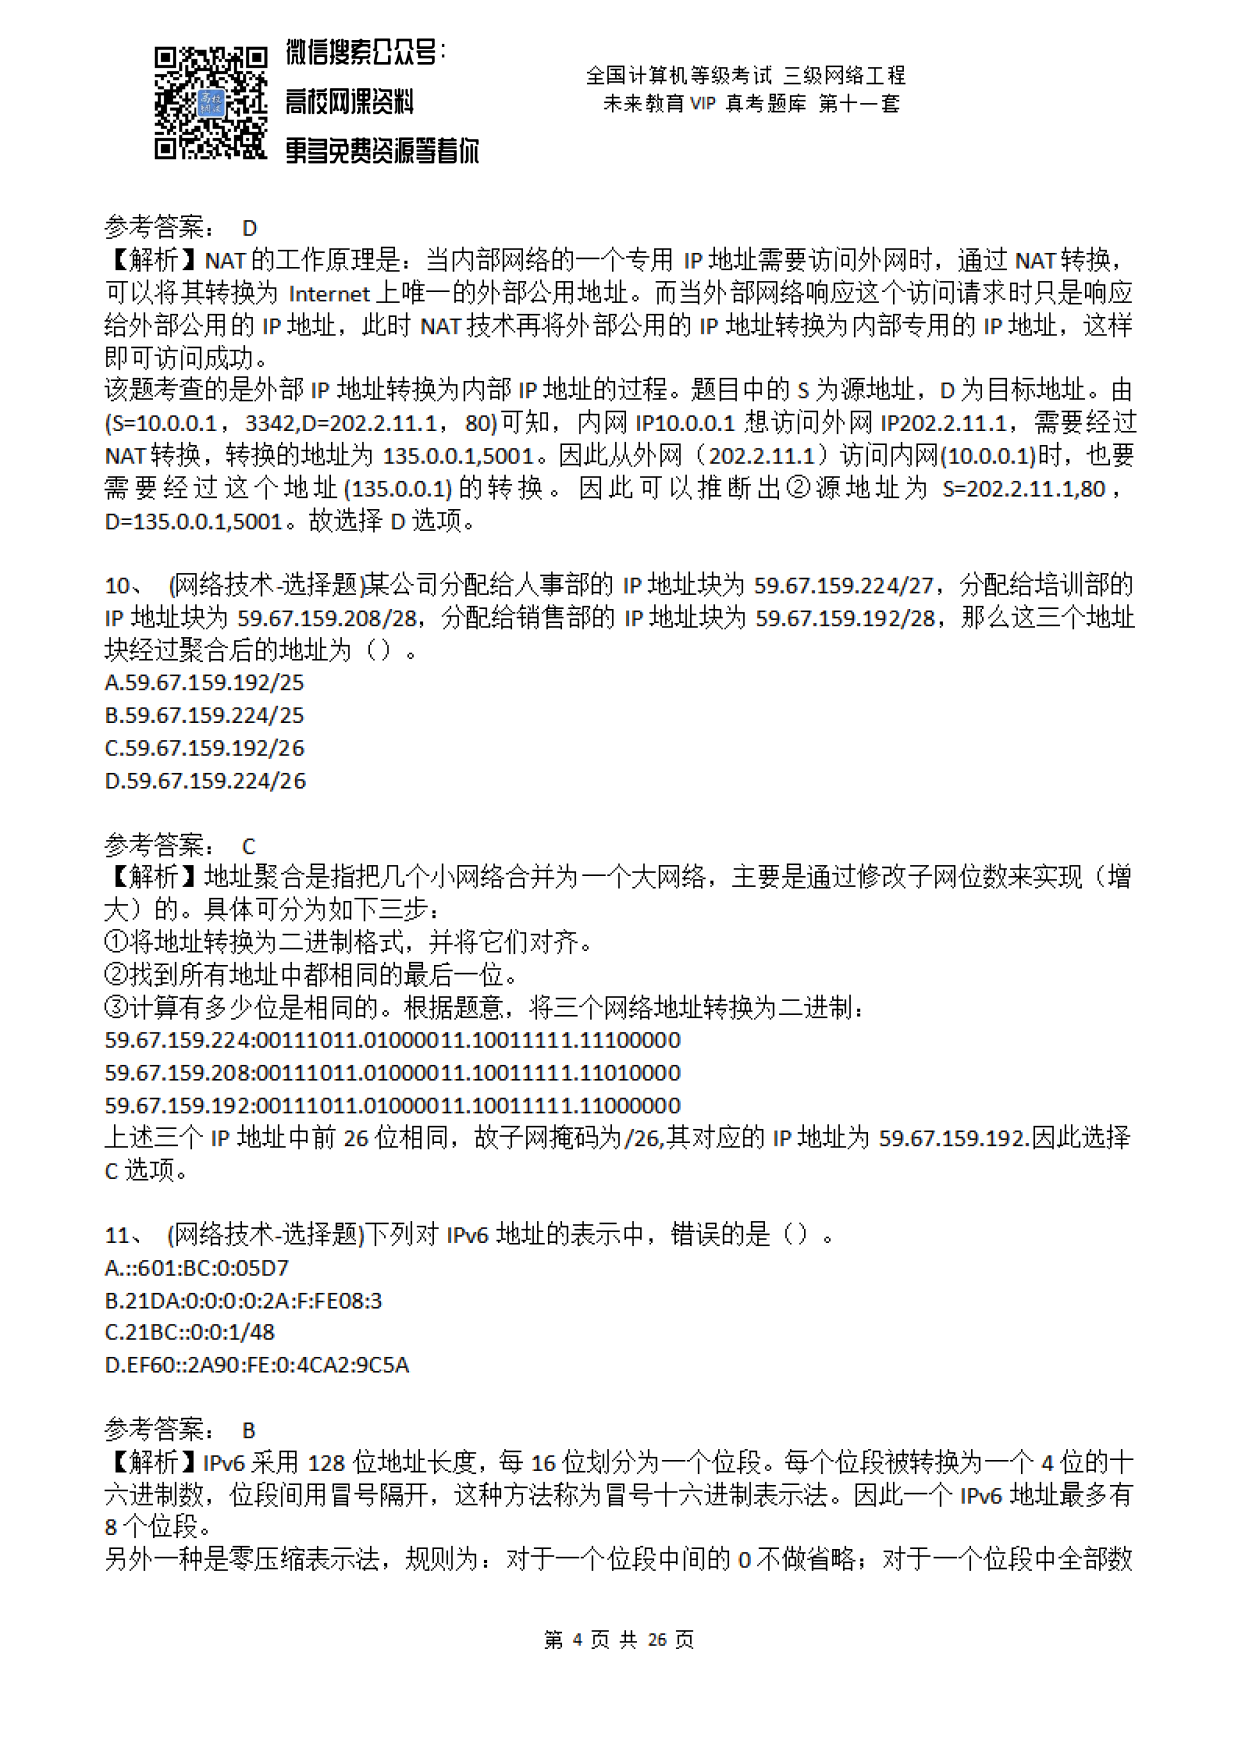 微信搜索公众号：
高校网课资料
更多免费资源等着你
全国计算机等级考试 三级网络工程
未来教育 VIP 真考题库 第十一套
高校
网课
参考答案： D
【解析】NAT 的工作原理是：当内部网络的一个专用 IP 地址需要访问外网时，通过 NAT 转换，
可以将其转换为 Internet 上唯一的外部公用地址。而当外部网络响应这个访问请求时只是响应
给外部公用的 IP 地址，此时 NAT 技术再将外部公用的 IP 地址转换为内部专用的 IP 地址，这样
即可访问成功。
该题考查的是外部 IP 地址转换为内部 IP 地址的过程。题目中的 S 为源地址，D 为目标地址。由
(S=10.0.0.1，3342,D=202.2.11.1，80)可知，内网 IP10.0.0.1 想访问外网 IP202.2.11.1，需要经过
NAT 转换，转换的地址为 135.0.0.1,5001。因此从外网（202.2.11.1）访问内网(10.0.0.1)时，也要
需要经过这个地址(135.0.0.1)的转换。因此可以推断出②源地址为 S=202.2.11.1,80，
D=135.0.0.1,5001。故选择 D 选项。
10、 (网络技术-选择题)某公司分配给人事部的 IP 地址块为 59.67.159.224/27，分配给培训部的
IP 地址块为 59.67.159.208/28，分配给销售部的 IP 地址块为 59.67.159.192/28，那么这三个地址
块经过聚合后的地址为（）。
A.59.67.159.192/25
B.59.67.159.224/25
C.59.67.159.192/26
D.59.67.159.224/26
参考答案： C
【解析】地址聚合是指把几个小网络合并为一个大网络，主要是通过修改子网位数来实现（增
大）的。具体可分为如下三步：
①将地址转换为二进制格式，并将它们对齐。
②找到所有地址中都相同的最后一位。
③计算有多少位是相同的。根据题意，将三个网络地址转换为二进制：
59.67.159.224:00111011.01000011.10011111.11100000
59.67.159.208:00111011.01000011.10011111.11010000
59.67.159.192:00111011.01000011.10011111.11000000
上述三个 IP 地址中前 26 位相同，故子网掩码为/26,其对应的 IP 地址为 59.67.159.192.因此选择
C 选项。
11、 (网络技术-选择题)下列对 IPv6 地址的表示中，错误的是（）。
A.::601:BC:0:05D7
B.21DA:0:0:0:0:2A:F:FE08:3
C.21BC::0:0:1/48
D.EF60::2A90:FE:0:4CA2:9C5A
参考答案： B
【解析】IPv6 采用 128 位地址长度，每 16 位划分为一个位段。每个位段被转换为一个 4 位的十
六进制数，位段间用冒号隔开，这种方法称为冒号十六进制表示法。因此一个 IPv6 地址最多有
8 个位段。
另外一种是零压缩表示法，规则为：对于一个位段中间的 0 不做省略；对于一个位段中全部数
第 4 页 共 26 页